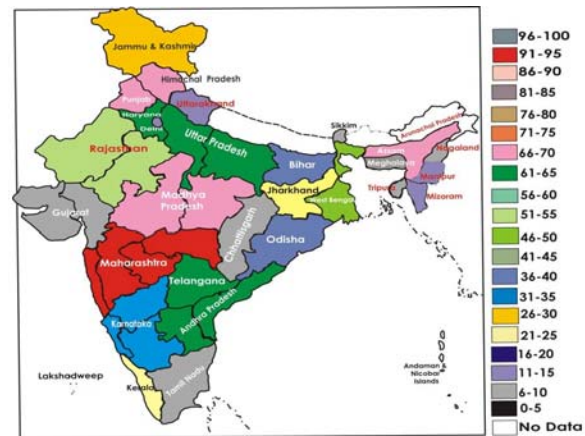 Jammu & Kashmir
Himachal Pradesh
Punjab
Uttarakhand
Haryana
Delhi
Uttar Pradesh
Rajasthan
Sikkim
Arunachal Pradesh
Assam
Nagaland
Meghalaya
Manipur
Tripura
Mizoram
Bihar
Jharkhand
West Bengal
Gujarat
Madhya
Pradesh
Chhattisgarh
Odisha
Maharashtra
Telangana
Andhra Pradesh
Karnataka
Lakshadweep
Kerala
Tamil Nadu
Andaman &
Nicobar
Islands
96-100
91-95
86-90
81-85
76-80
71-75
66-70
61-65
56-60
51-55
46-50
41-45
36-40
31-35
26-30
21-25
16-20
11-15
6-10
0-5
No Data